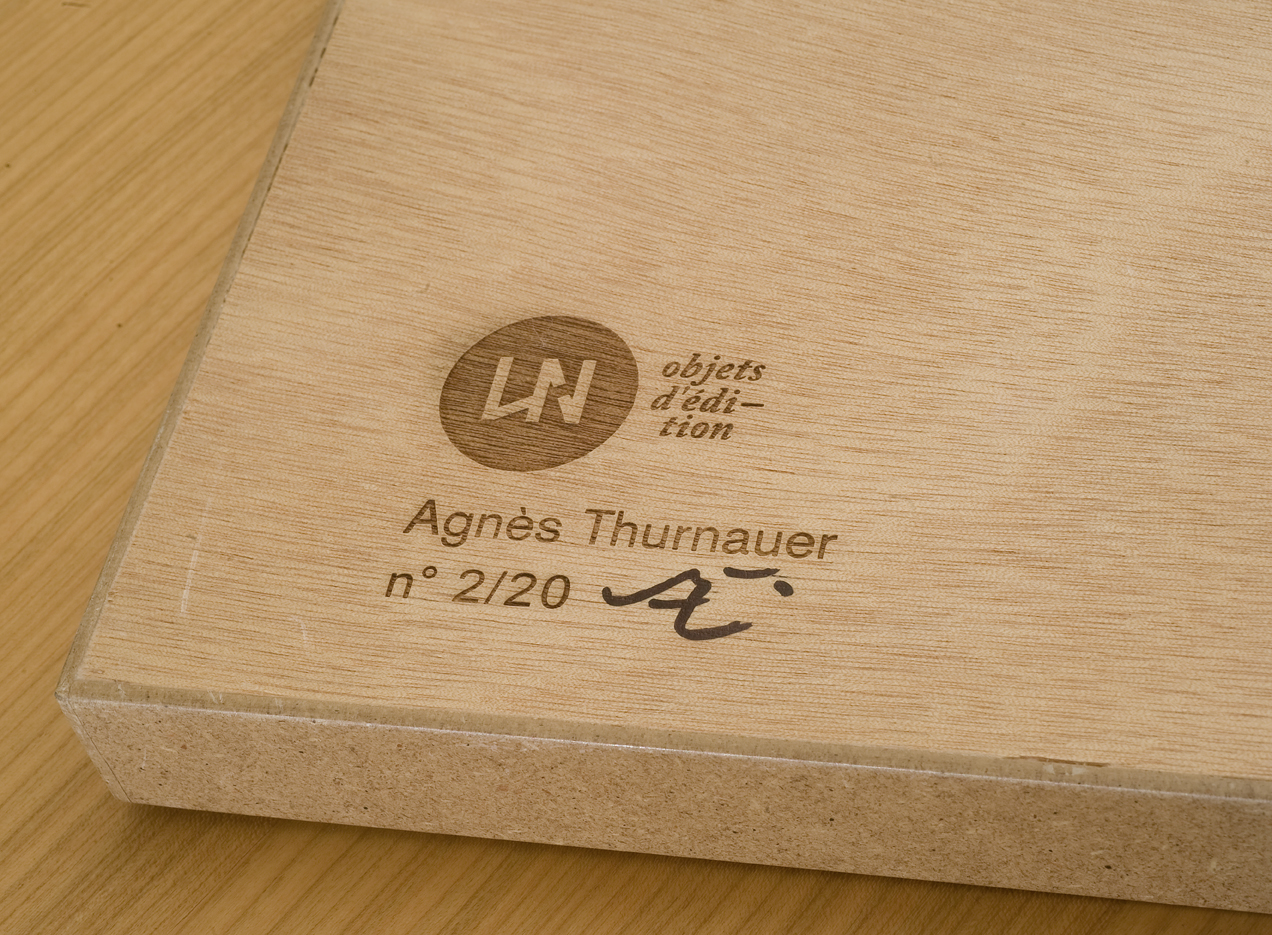 LN
objets
d'édi–
tion
Agnès Thurnauer
n° 2/20